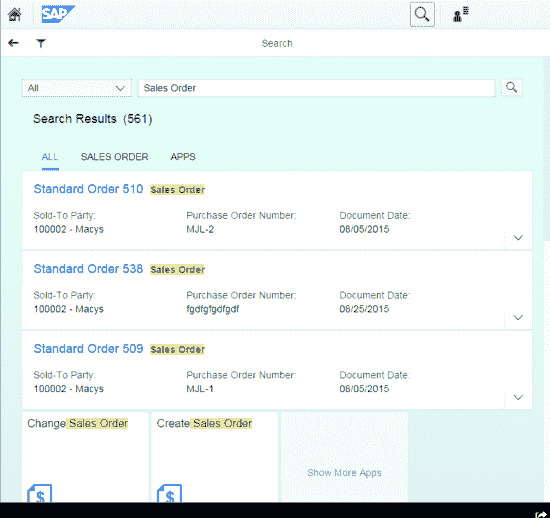 SAP
Search
All
Sales Order
Search Results (561)
ALL SALES ORDER APPS
Standard Order 510 Sales Order
Sold-To Party: Purchase Order Number: Document Date:
100002 - Macys MJL-2 08/05/2015
Standard Order 538 Sales Order
Sold-To Party: Purchase Order Number: Document Date:
100002 - Macys fgdfgfgdfgdf 08/25/2015
Standard Order 509 Sales Order
Sold-To Party: Purchase Order Number: Document Date:
100002 - Macys MJL-1 08/05/2015
Change Sales Order Create Sales Order
Show More Apps